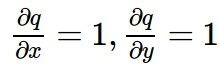 ∂q/∂x = 1, ∂q/∂y = 1